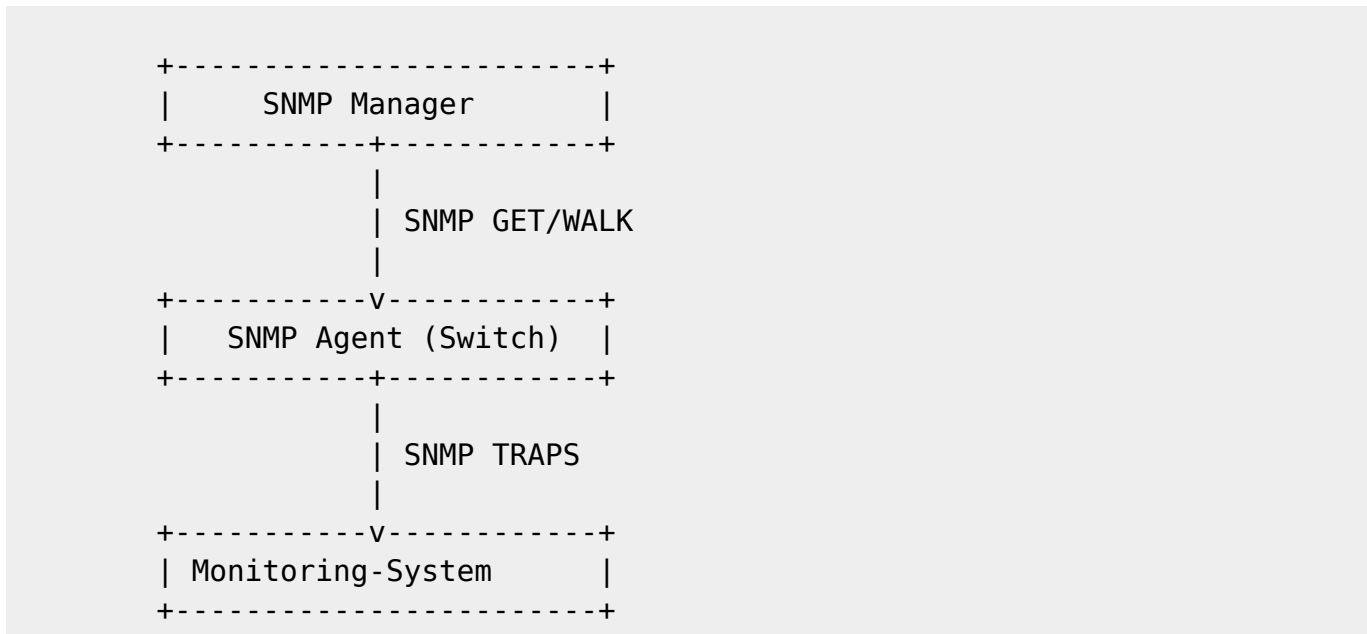 SNMP Manager
SNMP GET/WALK
SNMP Agent (Switch)
SNMP TRAPS
Monitoring-System